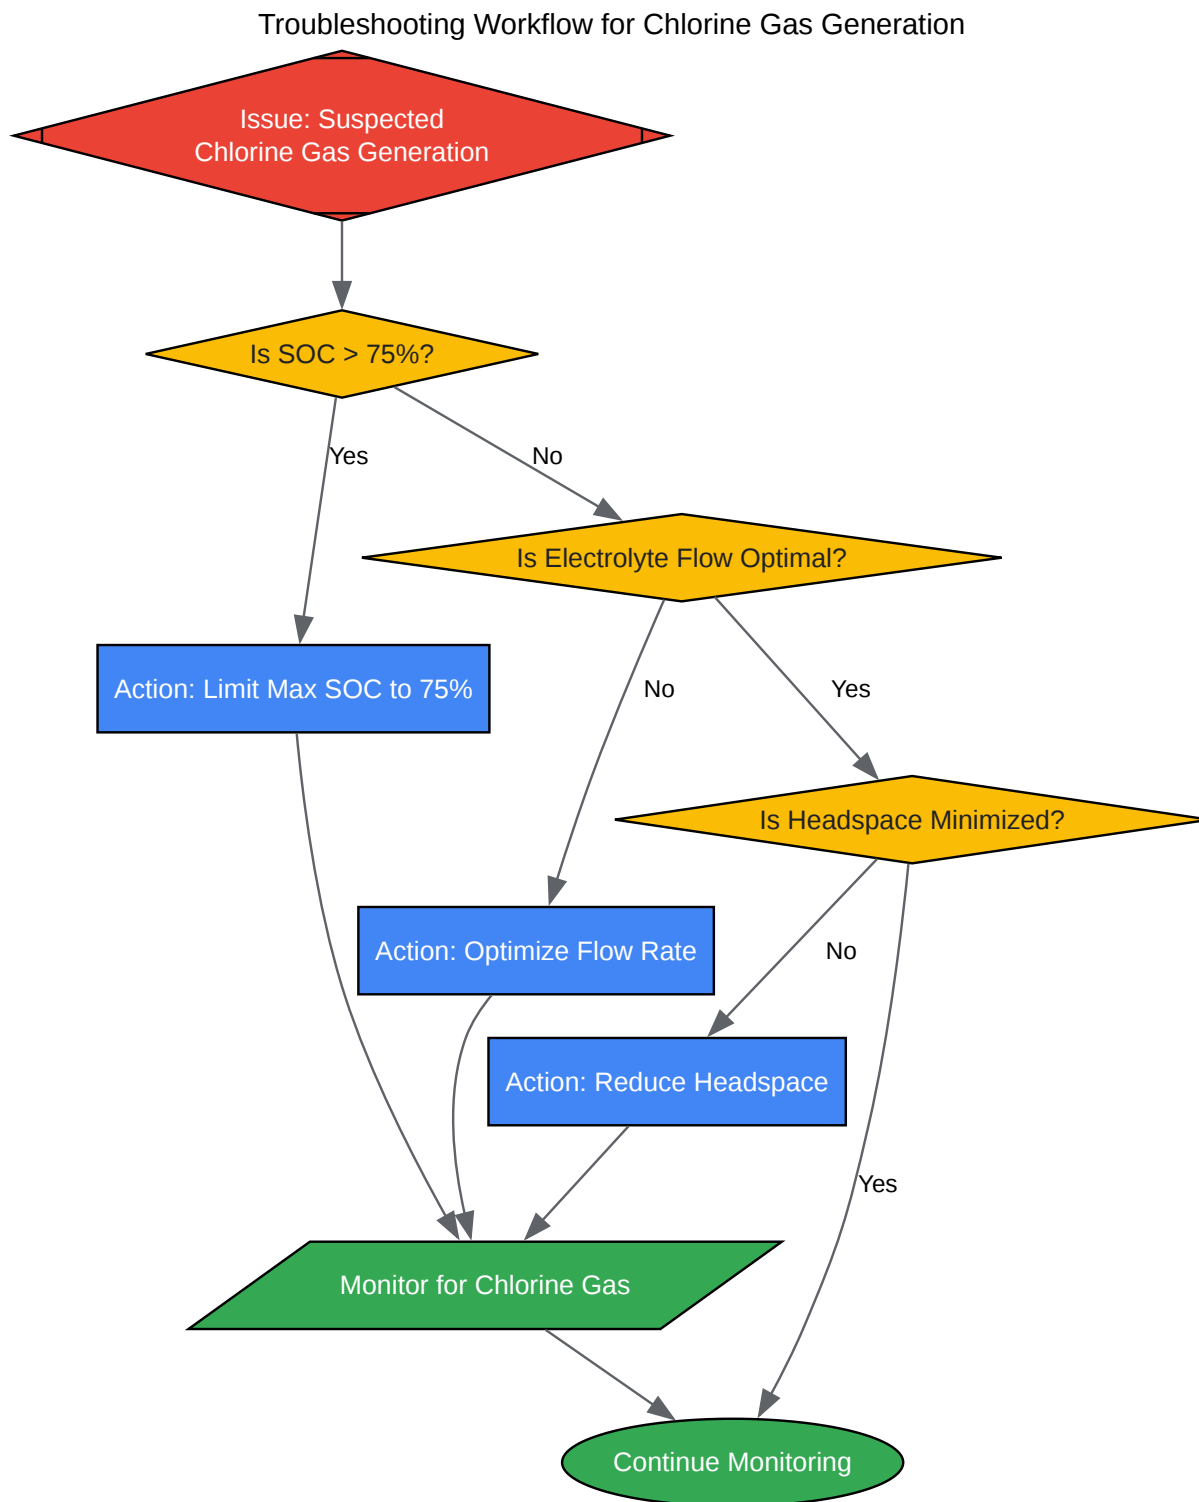 Troubleshooting Workflow for Chlorine Gas Generation
Issue: Suspected
Chlorine Gas Generation
Is SOC > 75%?
Yes
No
Is Electrolyte Flow Optimal?
Action: Limit Max SOC to 75%
No
Yes
Is Headspace Minimized?
Action: Optimize Flow Rate
No
Action: Reduce Headspace
Yes
Monitor for Chlorine Gas
Continue Monitoring